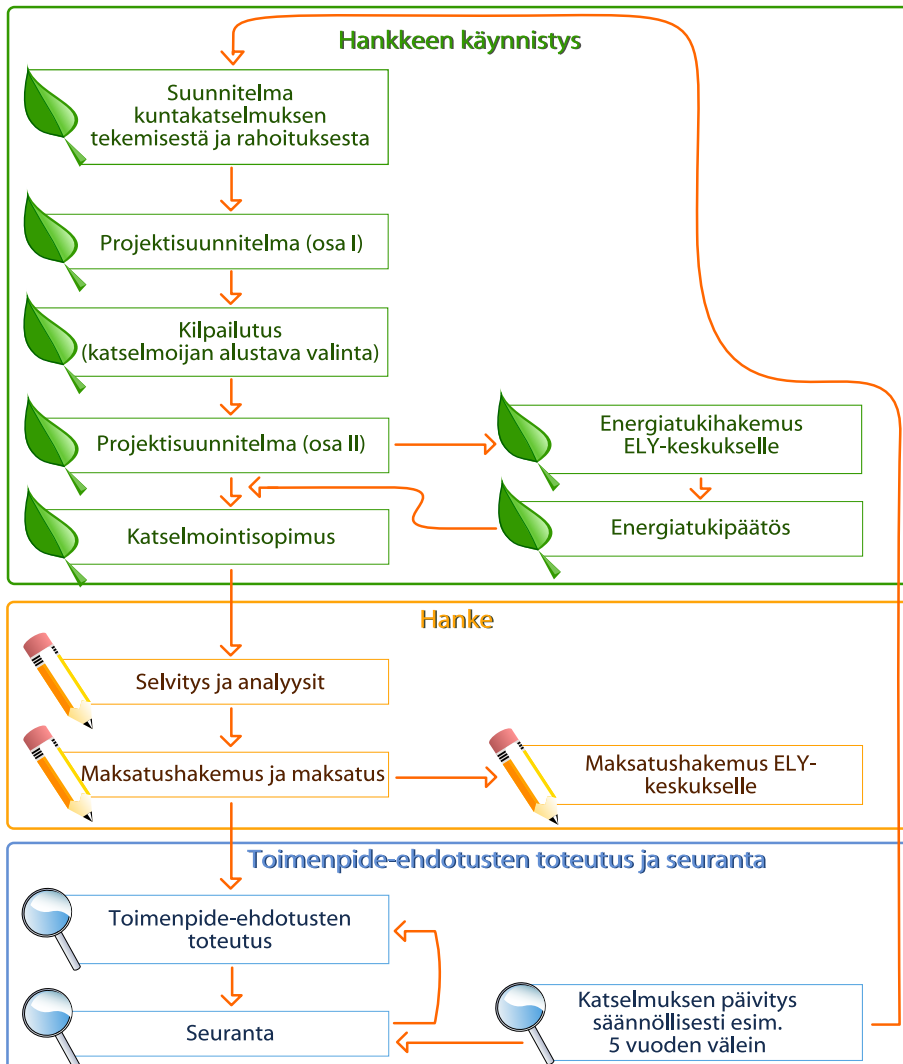 Hankkeen käynnistys
Suunnitelma
kuntakatselmuksen
tekemisestä ja rahoituksesta
Projektisuunnitelma (osa I)
Kilpailutus
(katselmoijan alustava valinta)
Projektisuunnitelma (osa II)
Energiatukihakemus
ELY-keskukselle
Katselmointisopimus
Energiatukipäätös
Hanke
Selvitys ja analyysit
Maksatushakemus ja maksatus
Maksatushakemus ELY-
keskukselle
Toimenpide-ehdotusten toteutus ja seuranta
Toimenpide-ehdotusten
toteutus
Seuranta
Katselmuksen päivitys
säännöllisesti esim.
5 vuoden välein